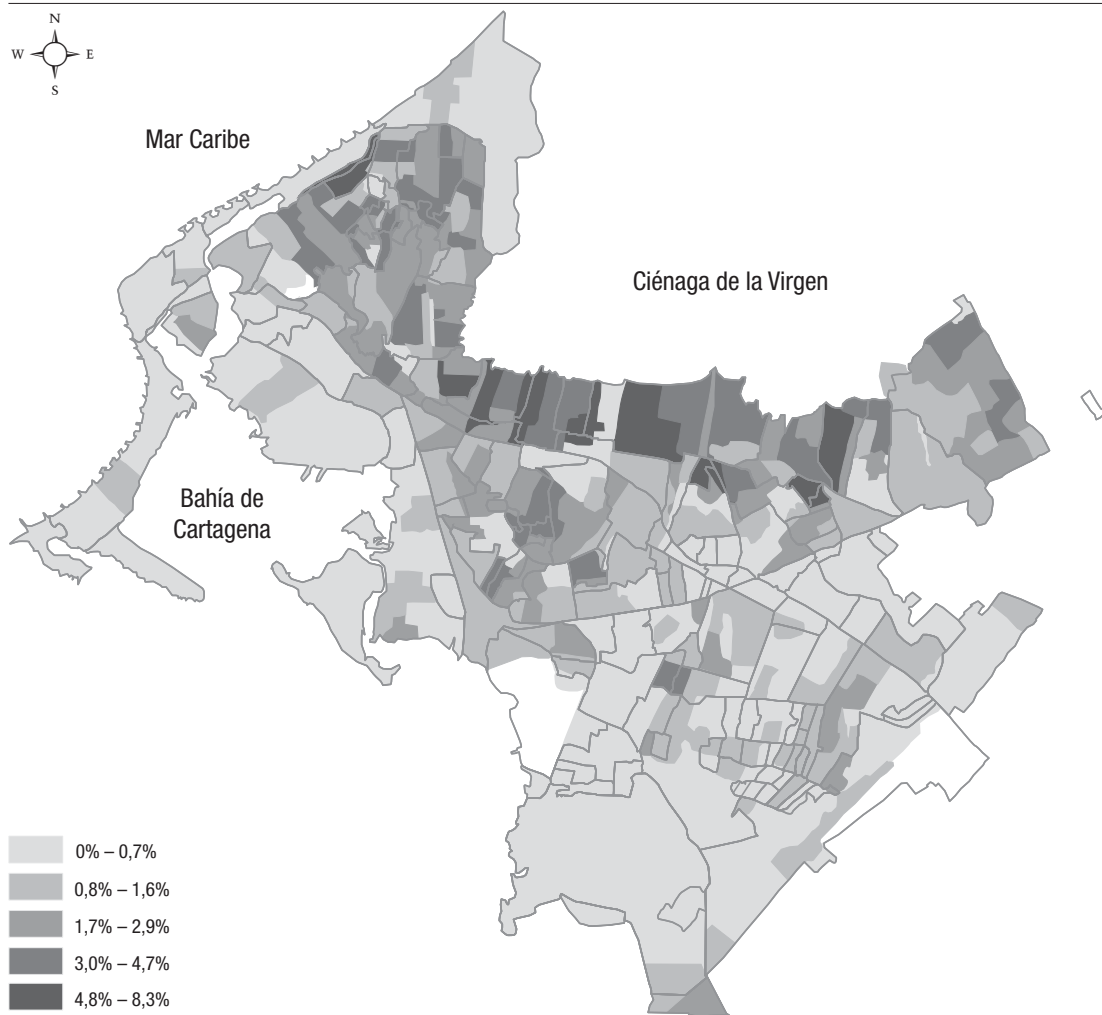 N
W E
S
Mar Caribe
Ciénaga de la Virgen
Bahía de
Cartagena
0% – 0,7%
0,8% – 1,6%
1,7% – 2,9%
3,0% – 4,7%
4,8% – 8,3%